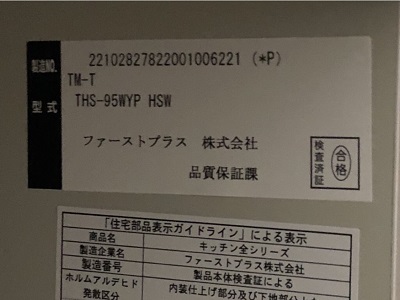 製造NO. 22102827822001006221 (*P)
TM-T
型式 THS-95WYP HSW
ファーストプラス 株式会社
品質保証課
検査済証 合格
「住宅部品表示ガイドライン」による表示
商品名 キッチン全シリーズ
製造企業名 ファーストプラス株式会社
製造番号 製品本体検査証による
ホルムアルデヒド
発散区分 内装仕上げ部分及び下地部分とも